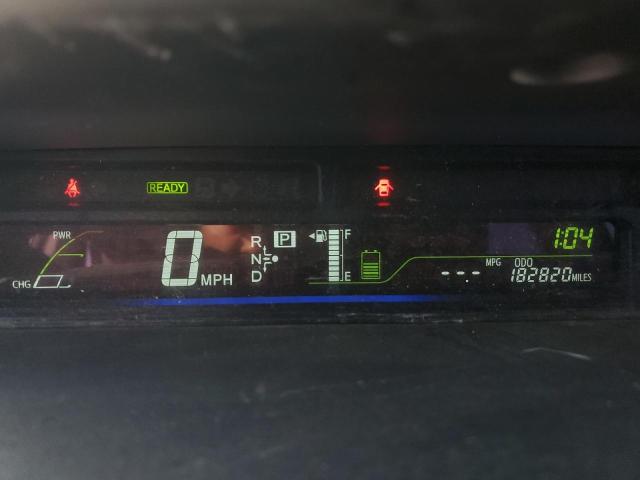 READY
PWR
CHG
0 MPH
R P
N
D
F
E
--- MPG
1:04
ODO
182820 MILES